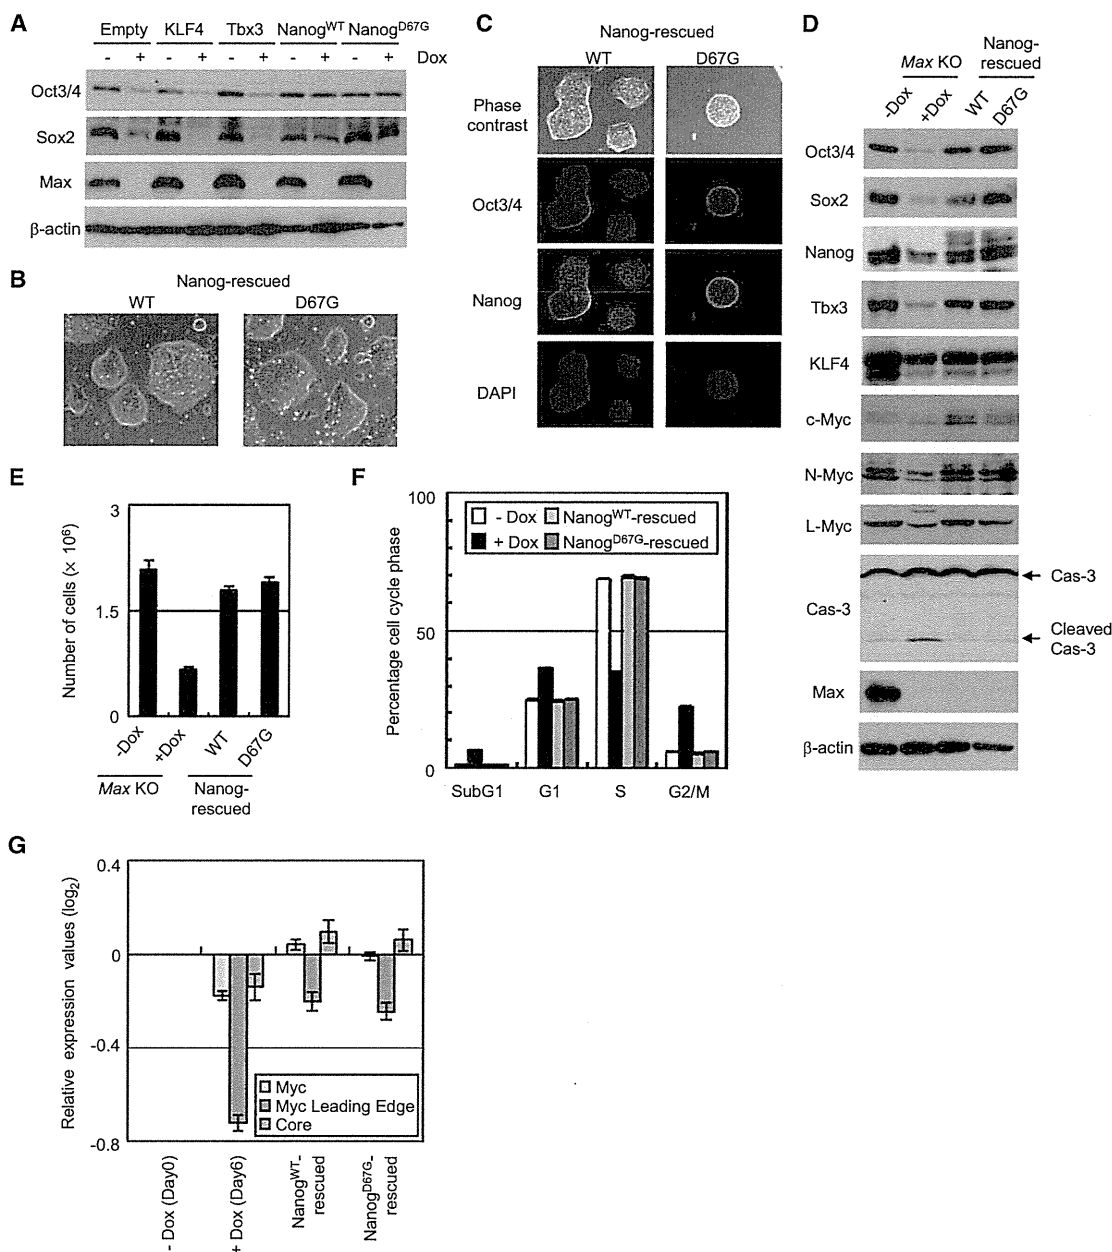 A
Empty KLF4 Tbx3 Nanog^WT Nanog^D67G
- + - + - + - + - + Dox
Oct3/4
Sox2
Max
β-actin
B
Nanog-rescued
WT D67G
C
Nanog-rescued
WT D67G
Phase contrast
Oct3/4
Nanog
DAPI
D
Nanog-
Max KO rescued
-Dox +Dox WT D67G
Oct3/4
Sox2
Nanog
Tbx3
KLF4
c-Myc
N-Myc
L-Myc
Cas-3
Cas-3
Cleaved
Cas-3
Max
β-actin
E
Number of cells (× 10^6)
3
1.5
0
-Dox +Dox WT D67G
Max KO Nanog-
rescued
F
Percentage cell cycle phase
100
50
0
- Dox Nanog^WT-rescued
+ Dox Nanog^D67G-rescued
SubG1 G1 S G2/M
G
Relative expression values (log₂)
0.4
0
-0.4
-0.8
Myc
Myc Leading Edge
Core
- Dox (Day0)
+ Dox (Day6)
Nanog^WT-
rescued
Nanog^D67G-
rescued